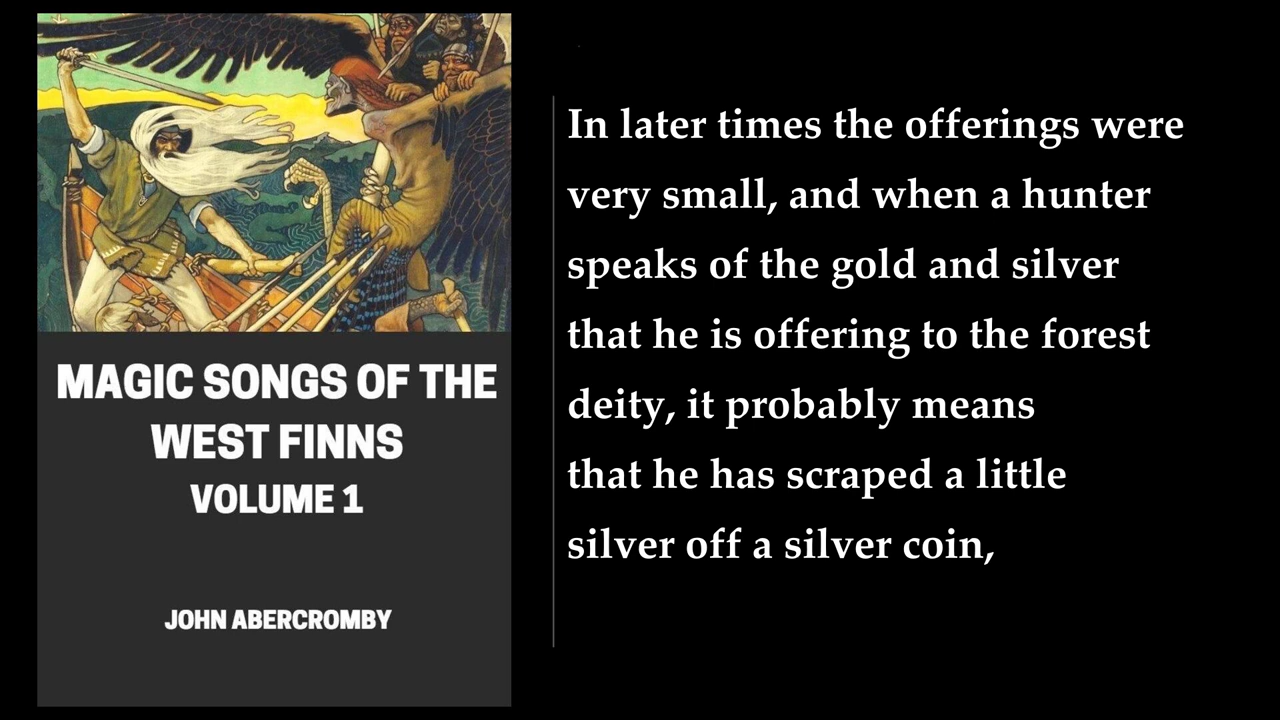 MAGIC SONGS OF THE
WEST FINNS
VOLUME 1
JOHN ABERCROMBY
In later times the offerings were
very small, and when a hunter
speaks of the gold and silver
that he is offering to the forest
deity, it probably means
that he has scraped a little
silver off a silver coin,